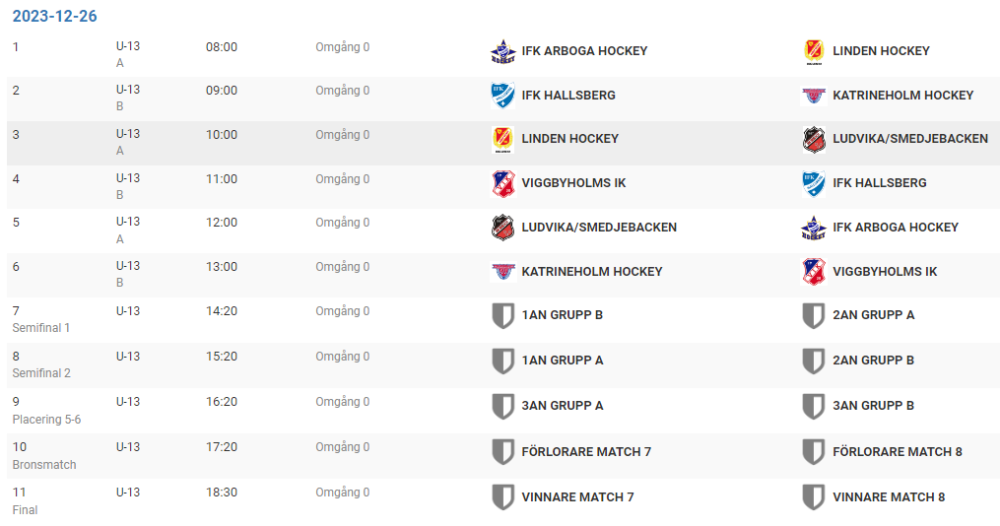 2023-12-26
1 U-13 08:00 Omgång 0 IFK ARBOGA HOCKEY LINDEN HOCKEY
A
2 U-13 09:00 Omgång 0 IFK HALLSBERG KATRINEHOLM HOCKEY
B
3 U-13 10:00 Omgång 0 LINDEN HOCKEY LUDVIKA/SMEDJEBACKEN
A
4 U-13 11:00 Omgång 0 VIGGBYHOLMS IK IFK HALLSBERG
B
5 U-13 12:00 Omgång 0 LUDVIKA/SMEDJEBACKEN IFK ARBOGA HOCKEY
A
6 U-13 13:00 Omgång 0 KATRINEHOLM HOCKEY VIGGBYHOLMS IK
B
7 U-13 14:20 Omgång 0 1AN GRUPP B 2AN GRUPP A
Semifinal 1
8 U-13 15:20 Omgång 0 1AN GRUPP A 2AN GRUPP B
Semifinal 2
9 U-13 16:20 Omgång 0 3AN GRUPP A 3AN GRUPP B
Placering 5-6
10 U-13 17:20 Omgång 0 FÖRLORARE MATCH 7 FÖRLORARE MATCH 8
Bronsmatch
11 U-13 18:30 Omgång 0 VINNARE MATCH 7 VINNARE MATCH 8
Final